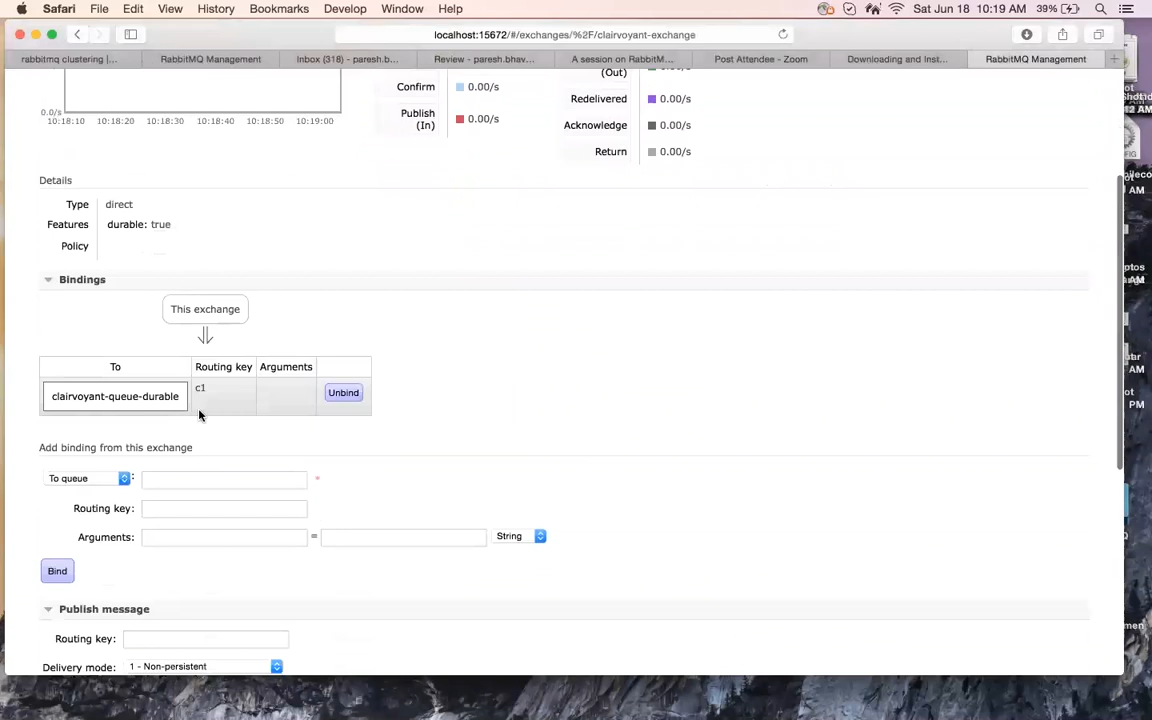 Safari File Edit View History Bookmarks Develop Window Help Sat Jun 18 10:19 AM 39%
localhost:15672/#/exchanges/%2F/clairvoyant-exchange
rabbitmq clustering |... RabbitMQ Management Inbox (318) - paresh.b... Review - paresh.bhav... A session on RabbitM... Post Attendee - Zoom Downloading and Inst... RabbitMQ Management
(Out)
Confirm 0.00/s
Redelivered 0.00/s
0.0/s
10:18:10 10:18:20 10:18:30 10:18:40 10:18:50 10:19:00
Publish (In) 0.00/s
Acknowledge 0.00/s
Return 0.00/s
Details
Type direct
Features durable: true
Policy
Bindings
This exchange
To Routing key Arguments
clairvoyant-queue-durable c1 Unbind
Add binding from this exchange
To queue : *
Routing key:
Arguments: = String
Bind
Publish message
Routing key:
Delivery mode: 1 - Non-persistent